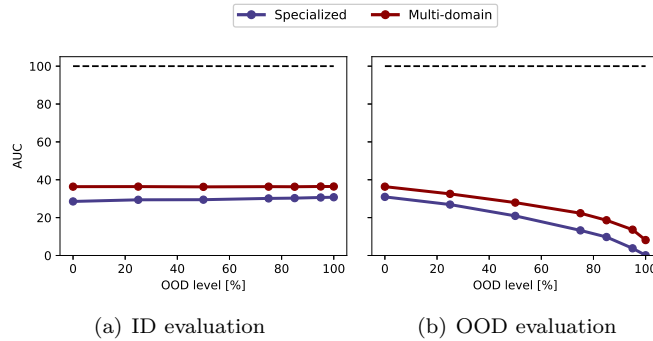 Specialized Multi-domain
100
80
60
40
20
0
AUC
0 20 40 60 80 100
OOD level [%]
0 20 40 60 80 100
OOD level [%]
(a) ID evaluation
(b) OOD evaluation